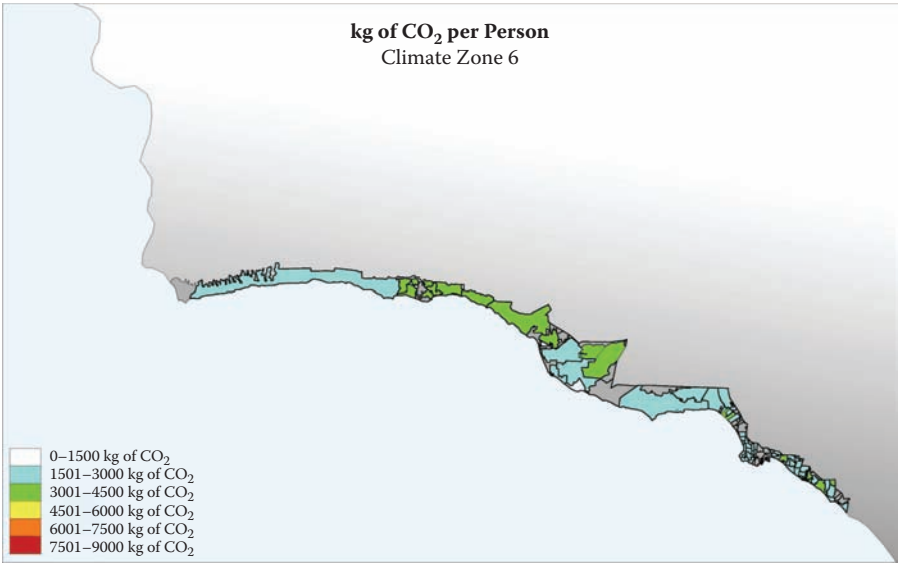 kg of CO₂ per Person
Climate Zone 6
0–1500 kg of CO₂
1501–3000 kg of CO₂
3001–4500 kg of CO₂
4501–6000 kg of CO₂
6001–7500 kg of CO₂
7501–9000 kg of CO₂